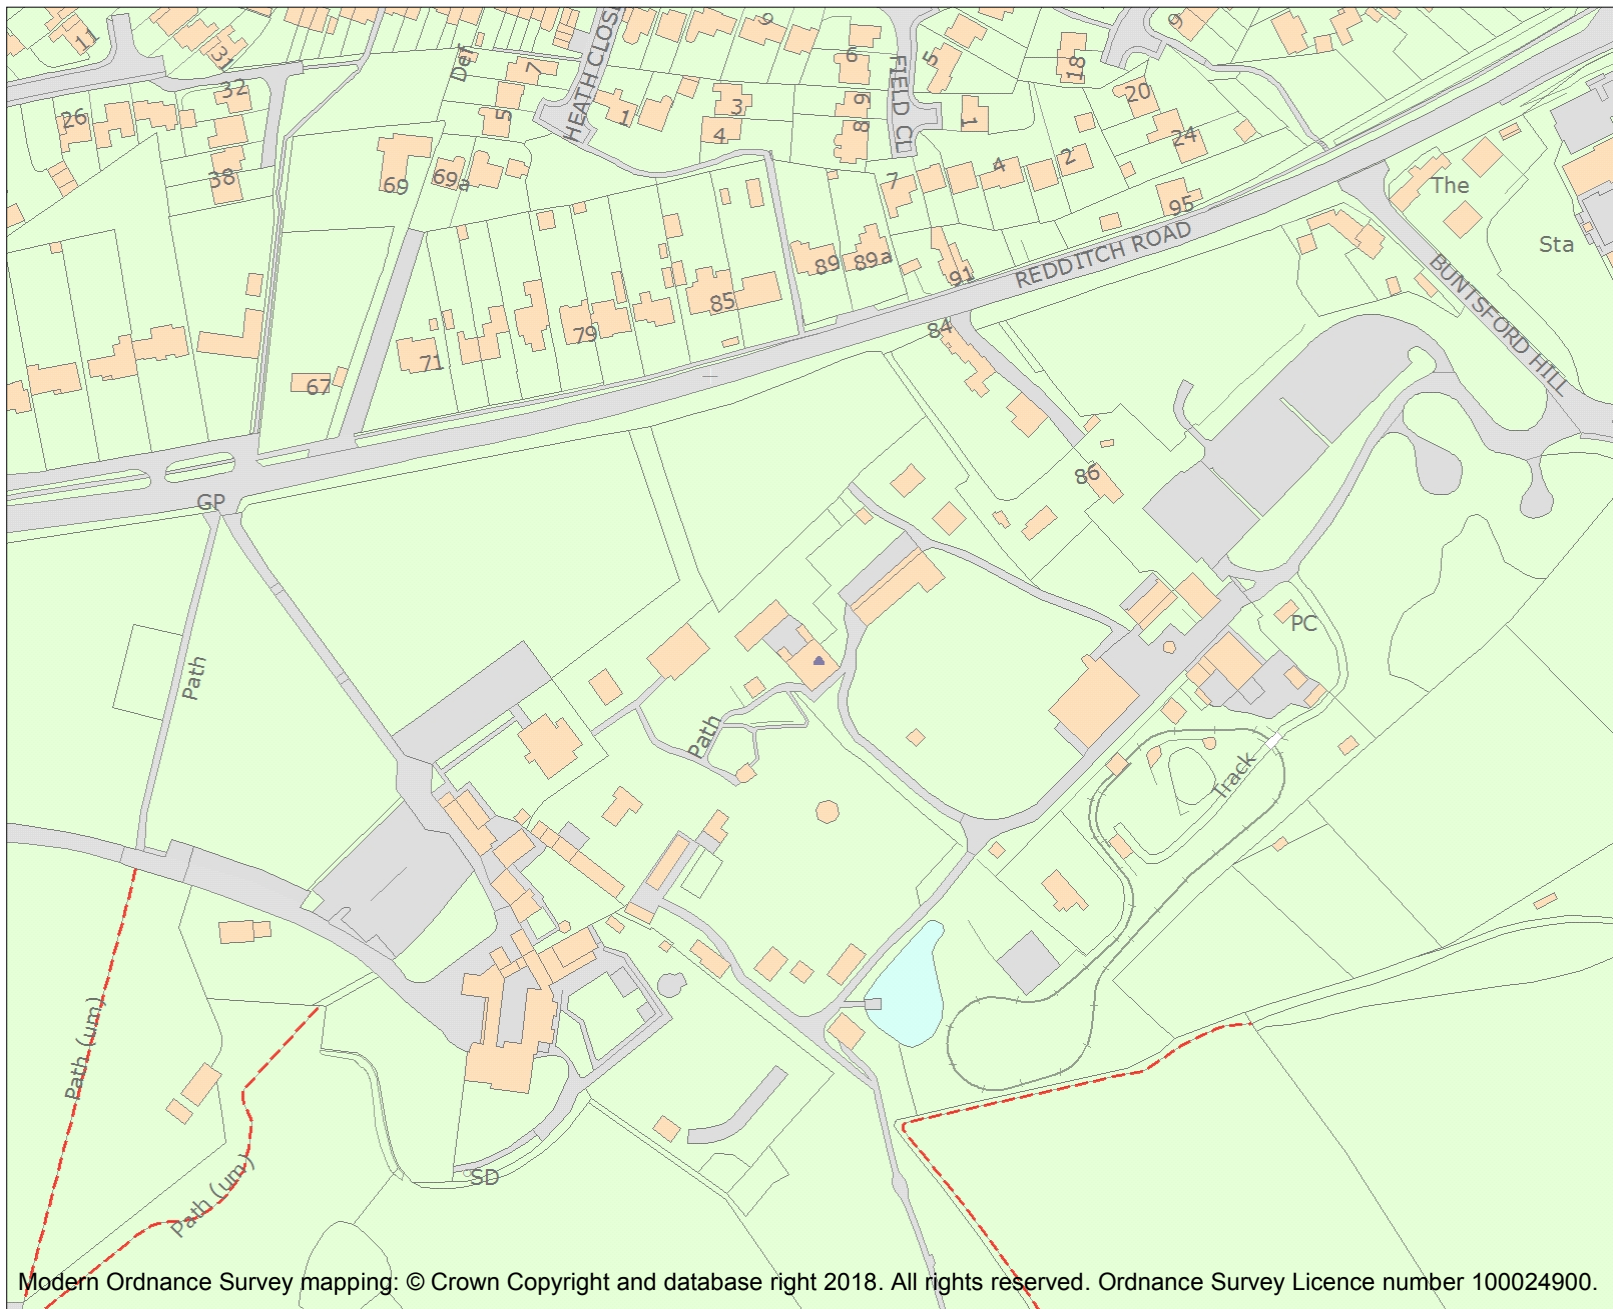 11
31
32
26
38
Def
7
5
HEATH CLOSE
1
9
3
4
6
9
8
FIELD CL
5
1
18
9
20
24
2
4
7
95
69
69a
89
89a
91
REDDITCH ROAD
The
Sta
BUNTSFORD HILL
85
79
71
67
84
86
GP
Path
Path
PC
Track
Path (um)
Path (um)
SD
Modern Ordnance Survey mapping: © Crown Copyright and database right 2018. All rights reserved. Ordnance Survey Licence number 100024900.